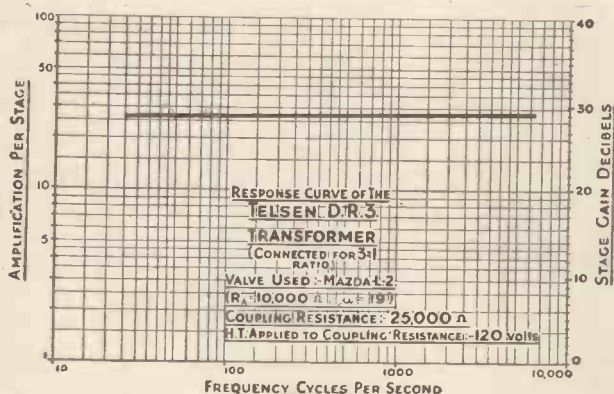 100
50
10
5
1
AMPLIFICATION PER STAGE
40
30
20
10
0
STAGE GAIN DECIBELS
RESPONSE CURVE OF THE
TELSEN D.R.3.
TRANSFORMER
(CONNECTED FOR 3:1
RATIO)
VALVE USED:- MAZDA L.2.
(RA=10,000 Ω µ=19)
COUPLING RESISTANCE:- 25,000 Ω
H.T. APPLIED TO COUPLING RESISTANCE:-120 volts
10
100
1000
10,000
FREQUENCY CYCLES PER SECOND